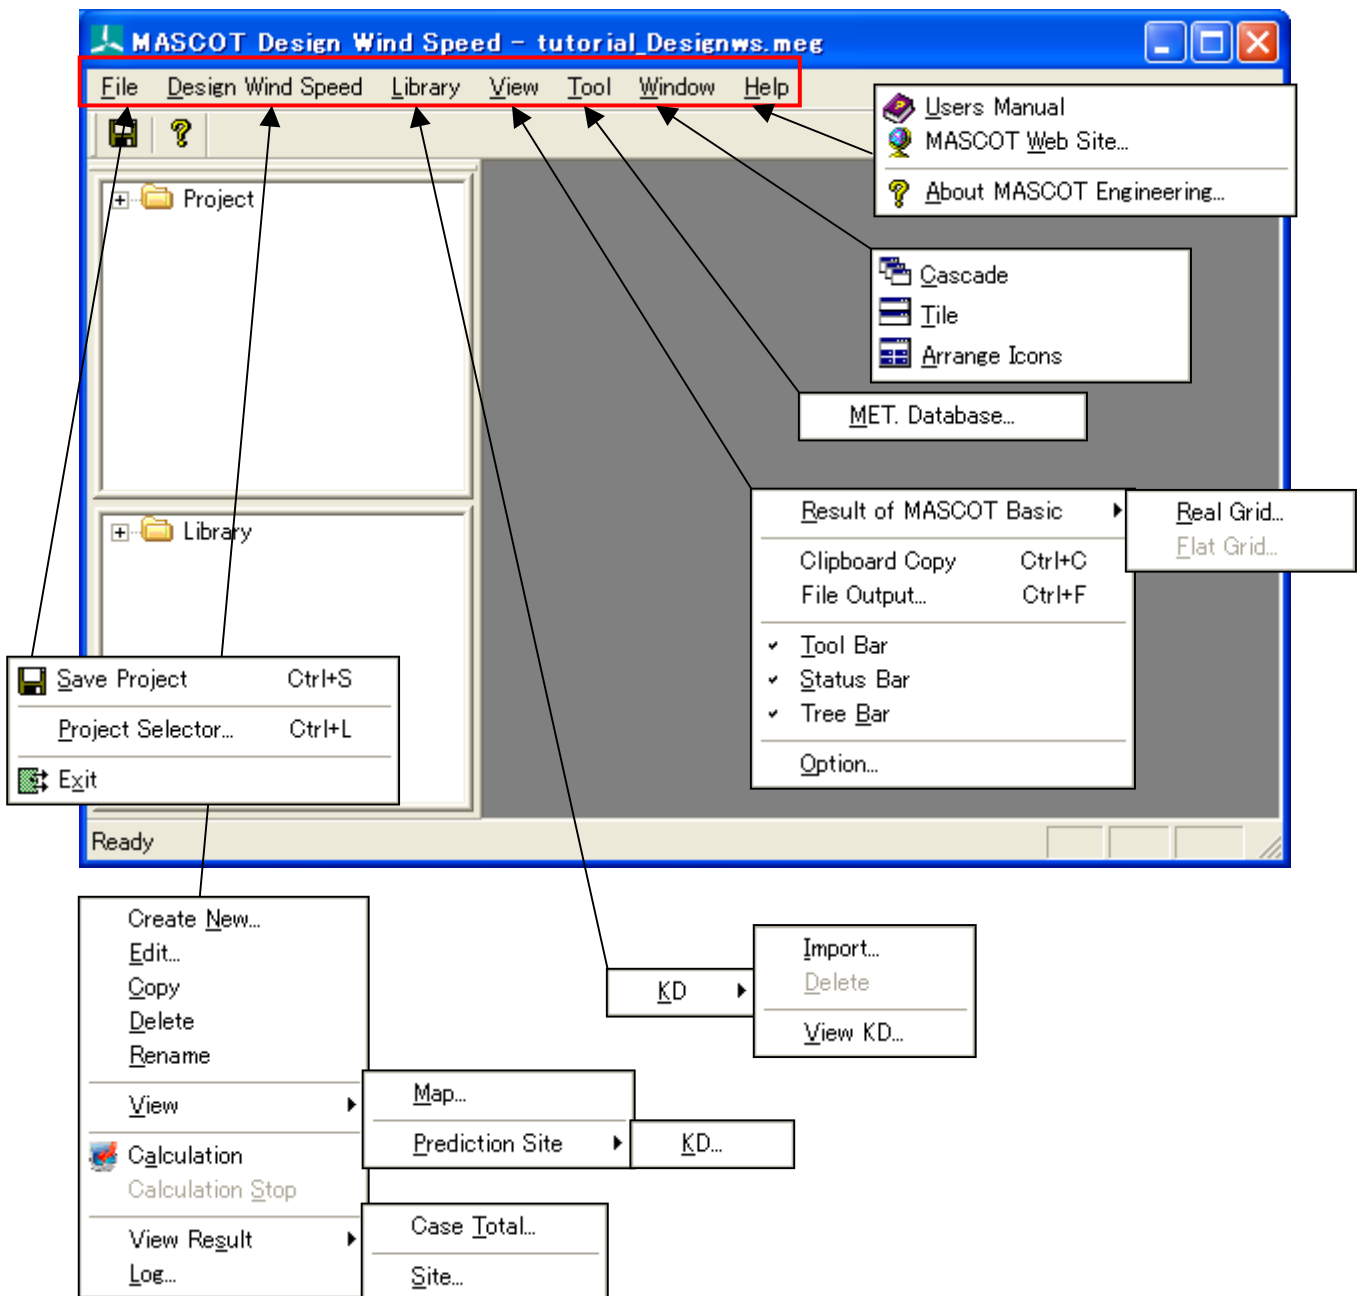 MASCOT Design Wind Speed - tutorial_Designws.meg
File Design Wind Speed Library View Tool Window Help
Users Manual
MASCOT Web Site...
About MASCOT Engineering...
Project
Cascade
Tile
Arrange Icons
MET. Database...
Result of MASCOT Basic
Clipboard Copy Ctrl+C
File Output... Ctrl+F
Tool Bar
Status Bar
Tree Bar
Option...
Real Grid...
Flat Grid...
Library
Save Project Ctrl+S
Project Selector... Ctrl+L
Exit
Ready
Create New...
Edit...
Copy
Delete
Rename
View
Calculation
Calculation Stop
View Result
Log...
Map...
Prediction Site
KD...
Case Total...
Site...
KD
Import...
Delete
View KD...